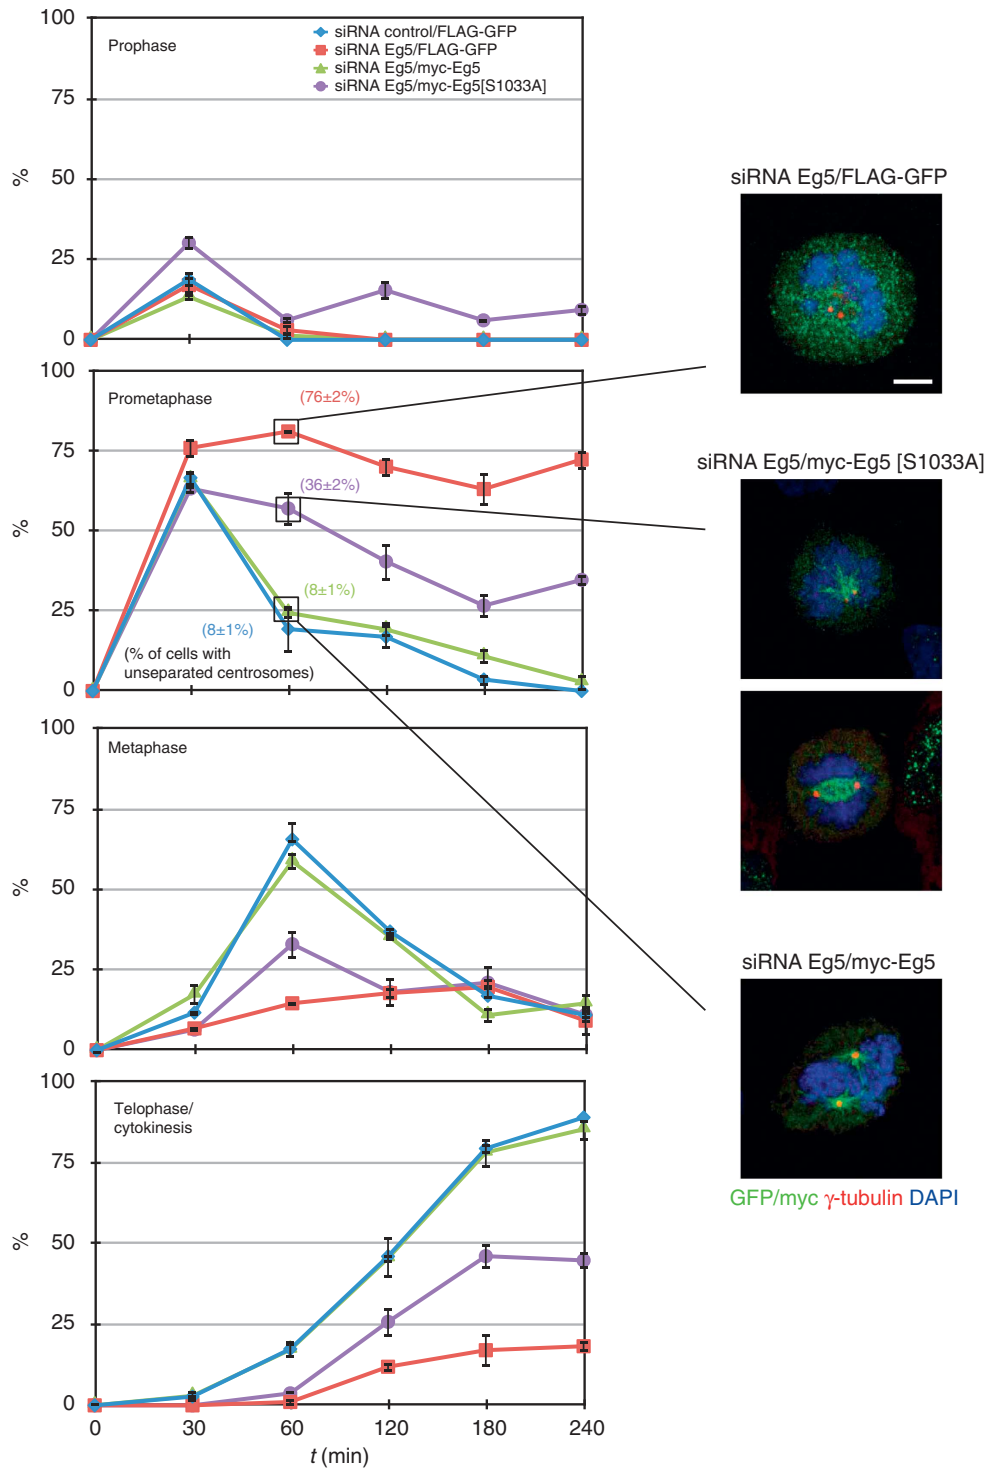 100
75
50
25
0
%
Prophase
siRNA control/FLAG-GFP
siRNA Eg5/FLAG-GFP
siRNA Eg5/myc-Eg5
siRNA Eg5/myc-Eg5[S1033A]
100
75
50
25
0
%
Prometaphase
(76±2%)
(36±2%)
(8±1%)
(8±1%)
(% of cells with
unseparated centrosomes)
100
75
50
25
0
%
Metaphase
100
75
50
25
0
%
Telophase/
cytokinesis
0 30 60 120 180 240
t (min)
siRNA Eg5/FLAG-GFP
siRNA Eg5/myc-Eg5 [S1033A]
siRNA Eg5/myc-Eg5
GFP/myc γ-tubulin DAPI